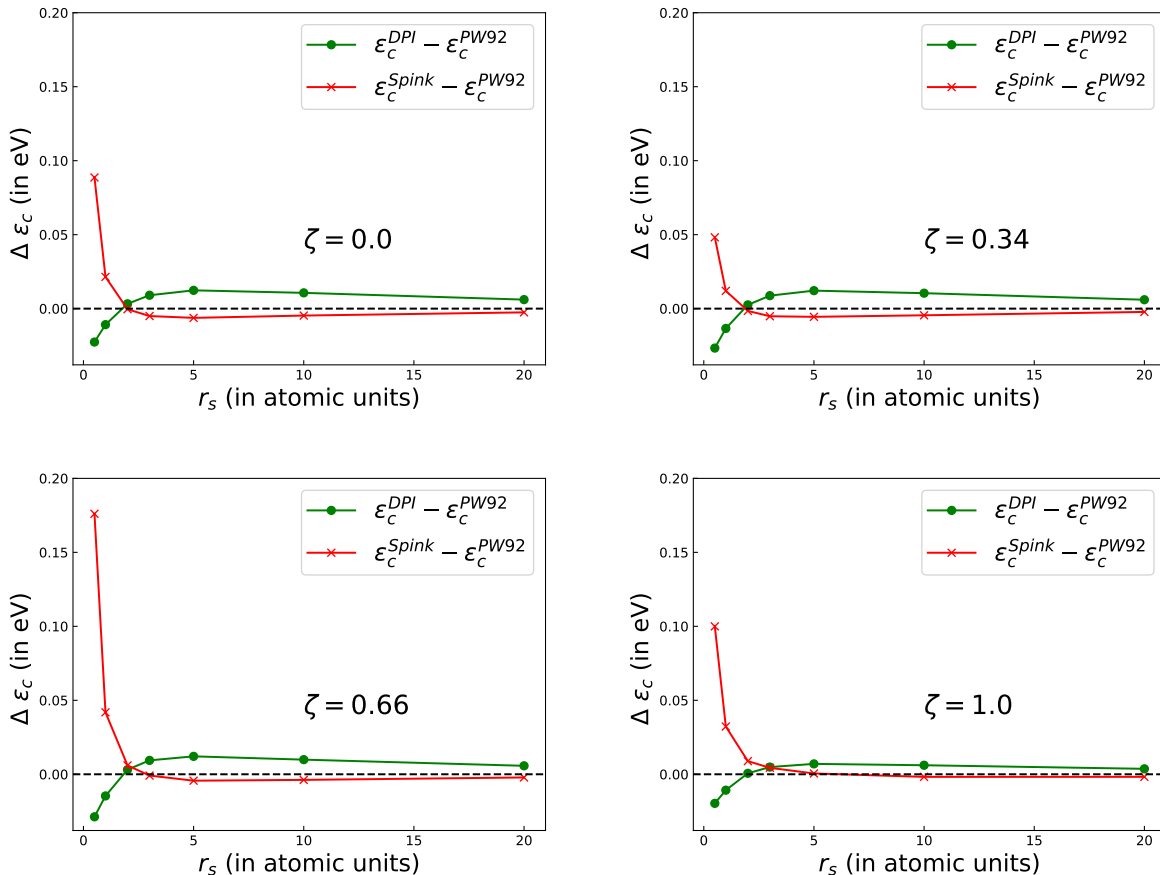 0.20
0.15
0.10
0.05
0.00
Δ ε_c (in eV)
ε_c^{DPI} − ε_c^{PW92}
ε_c^{Spink} − ε_c^{PW92}
ζ = 0.0
0 5 10 15 20
r_s (in atomic units)
0.20
0.15
0.10
0.05
0.00
Δ ε_c (in eV)
ε_c^{DPI} − ε_c^{PW92}
ε_c^{Spink} − ε_c^{PW92}
ζ = 0.34
0 5 10 15 20
r_s (in atomic units)
0.20
0.15
0.10
0.05
0.00
Δ ε_c (in eV)
ε_c^{DPI} − ε_c^{PW92}
ε_c^{Spink} − ε_c^{PW92}
ζ = 0.66
0 5 10 15 20
r_s (in atomic units)
0.20
0.15
0.10
0.05
0.00
Δ ε_c (in eV)
ε_c^{DPI} − ε_c^{PW92}
ε_c^{Spink} − ε_c^{PW92}
ζ = 1.0
0 5 10 15 20
r_s (in atomic units)